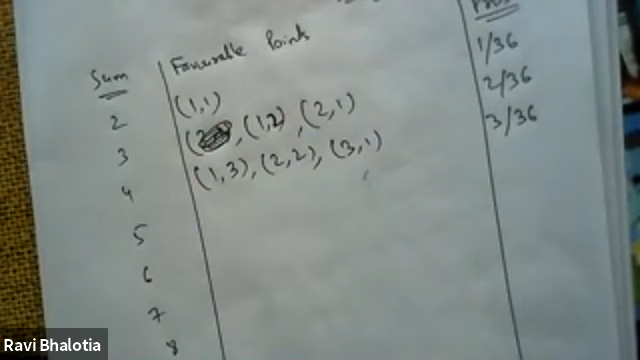 Sum Favourable Points
2 (1,1) 1/36
3 (1,2), (2,1) 2/36
4 (1,3), (2,2), (3,1) 3/36
5
6
7
8
Ravi Bhalotia